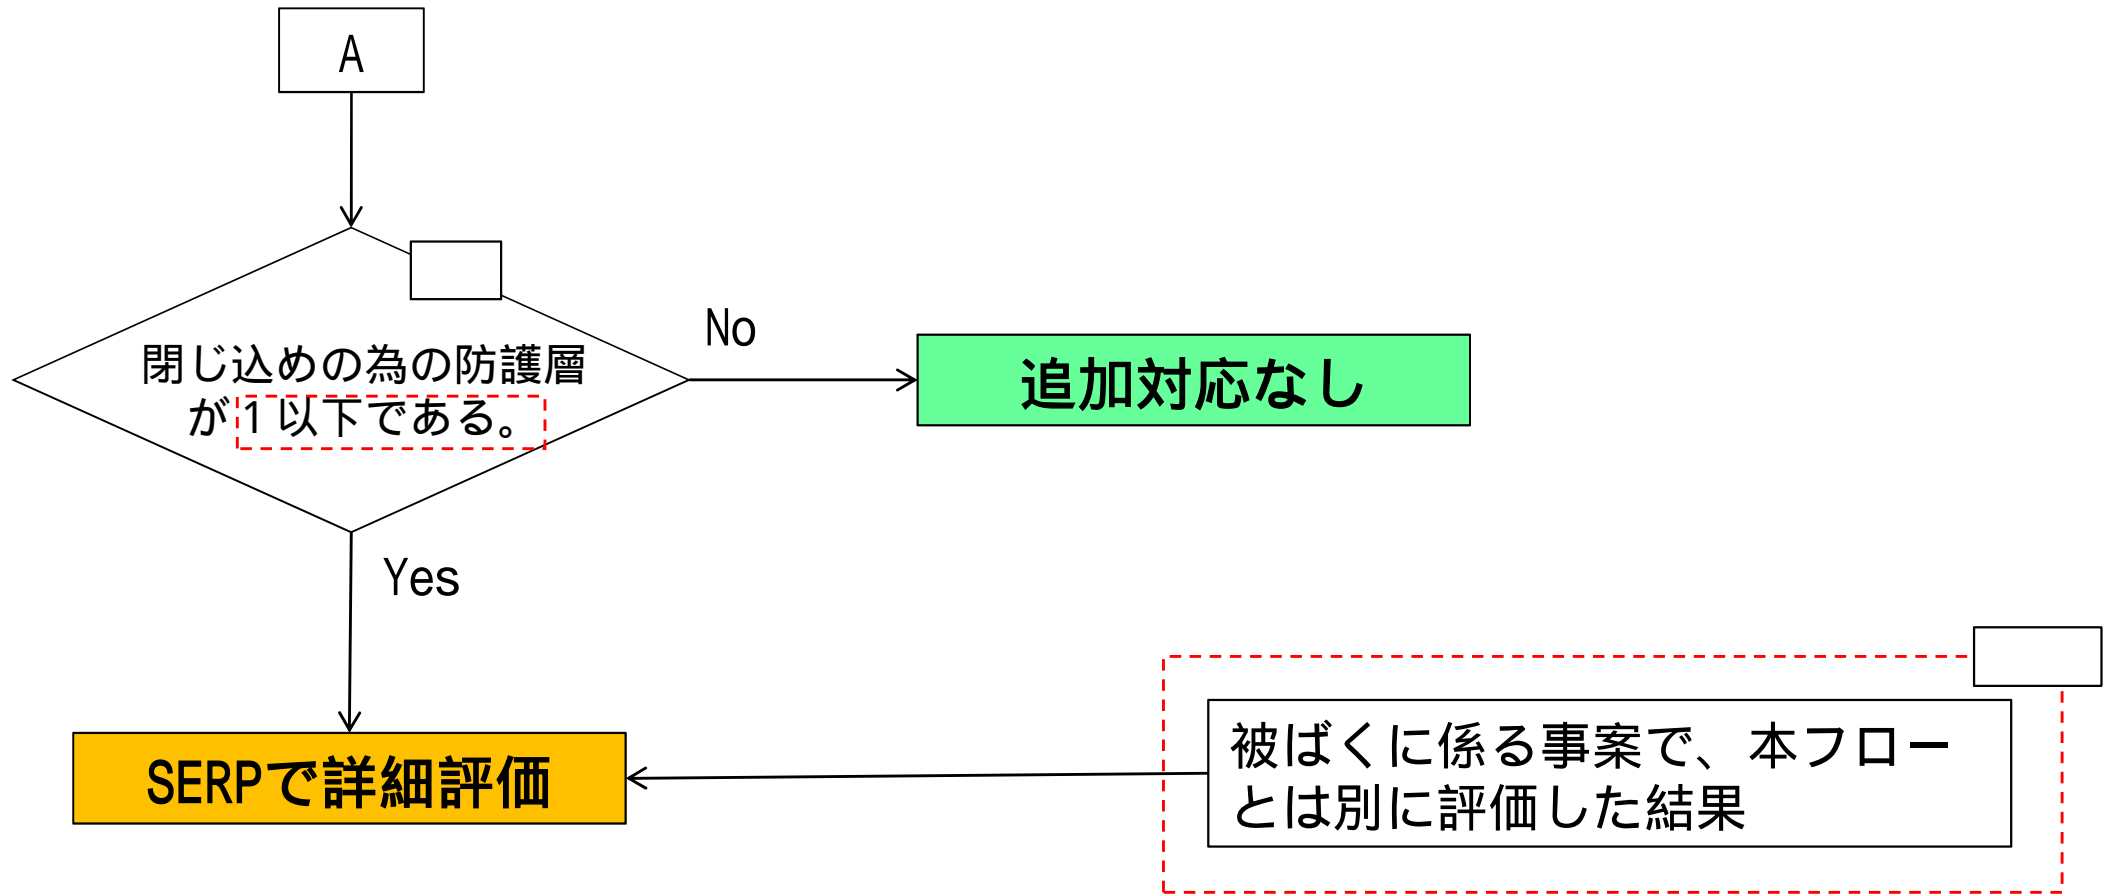 A
閉じ込めの為の防護層
が１以下である。
No
追加対応なし
Yes
SERPで詳細評価
被ばくに係る事案で、本フロー
とは別に評価した結果